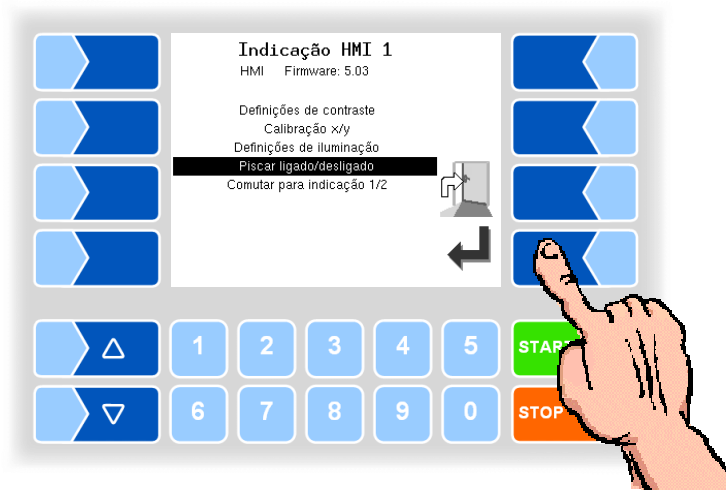 Indicação HMI 1
HMI Firmware: 5.03
Definições de contraste
Calibração x/y
Definições de iluminação
Piscar ligado/desligado
Comutar para indicação 1/2
1 2 3 4 5
START
6 7 8 9 0
STOP